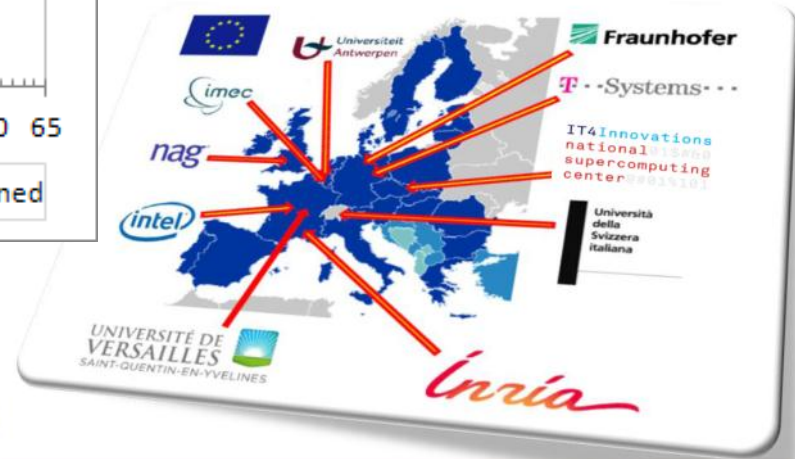 65
ned
Universiteit
Antwerpen
imec
nag
intel
UNIVERSITÉ DE
VERSAILLES
SAINT-QUENTIN-EN-YVELINES
Fraunhofer
T··Systems···
IT4Innovations
national
supercomputing
center
Università
della
Svizzera
italiana
Inria